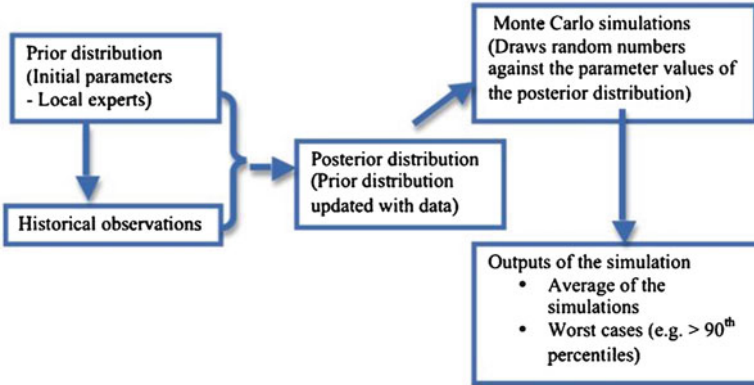 Prior distribution
(Initial parameters
- Local experts)
Historical observations
Posterior distribution
(Prior distribution
updated with data)
Monte Carlo simulations
(Draws random numbers
against the parameter values of
the posterior distribution)
Outputs of the simulation
• Average of the
simulations
• Worst cases (e.g. > 90th
percentiles)